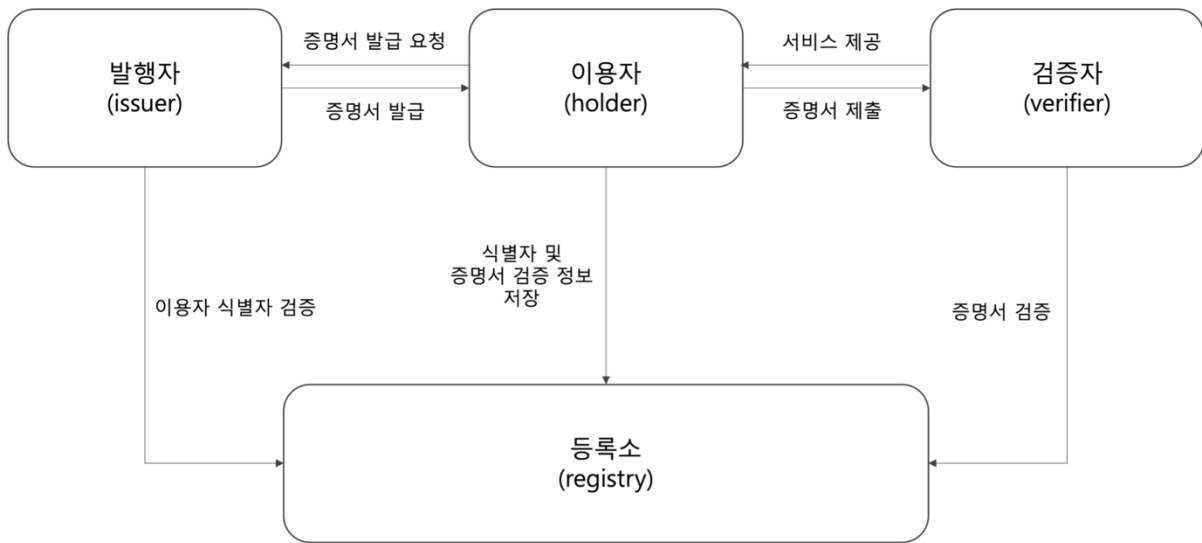 증명서 발급 요청
서비스 제공
발행자
(issuer)
이용자
(holder)
검증자
(verifier)
증명서 발급
증명서 제출
식별자 및
증명서 검증 정보
저장
이용자 식별자 검증
증명서 검증
등록소
(registry)